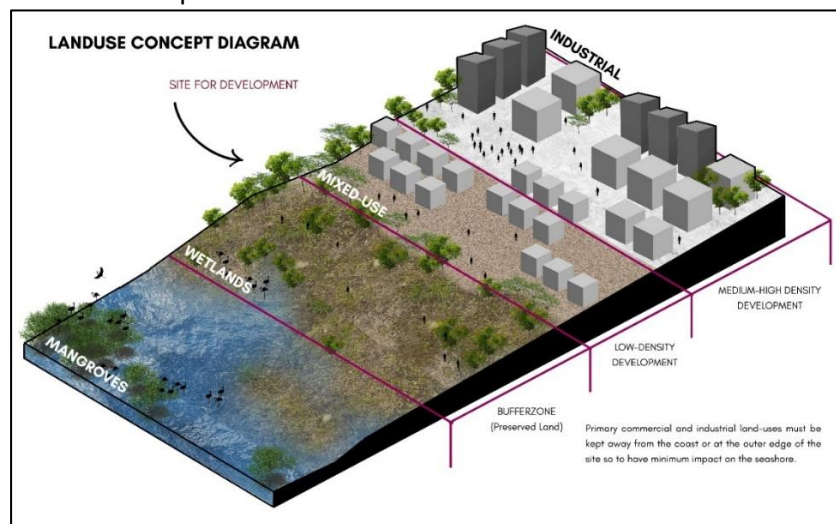 LANDUSE CONCEPT DIAGRAM
SITE FOR DEVELOPMENT
INDUSTRIAL
MIXED-USE
WETLANDS
MANGROVES
MEDIUM-HIGH DENSITY
DEVELOPMENT
LOW-DENSITY
DEVELOPMENT
BUFFERZONE
(Preserved Land)
Primary commercial and industrial land-uses must be
kept away from the coast or at the outer edge of the
site so to have minimum impact on the seashore.